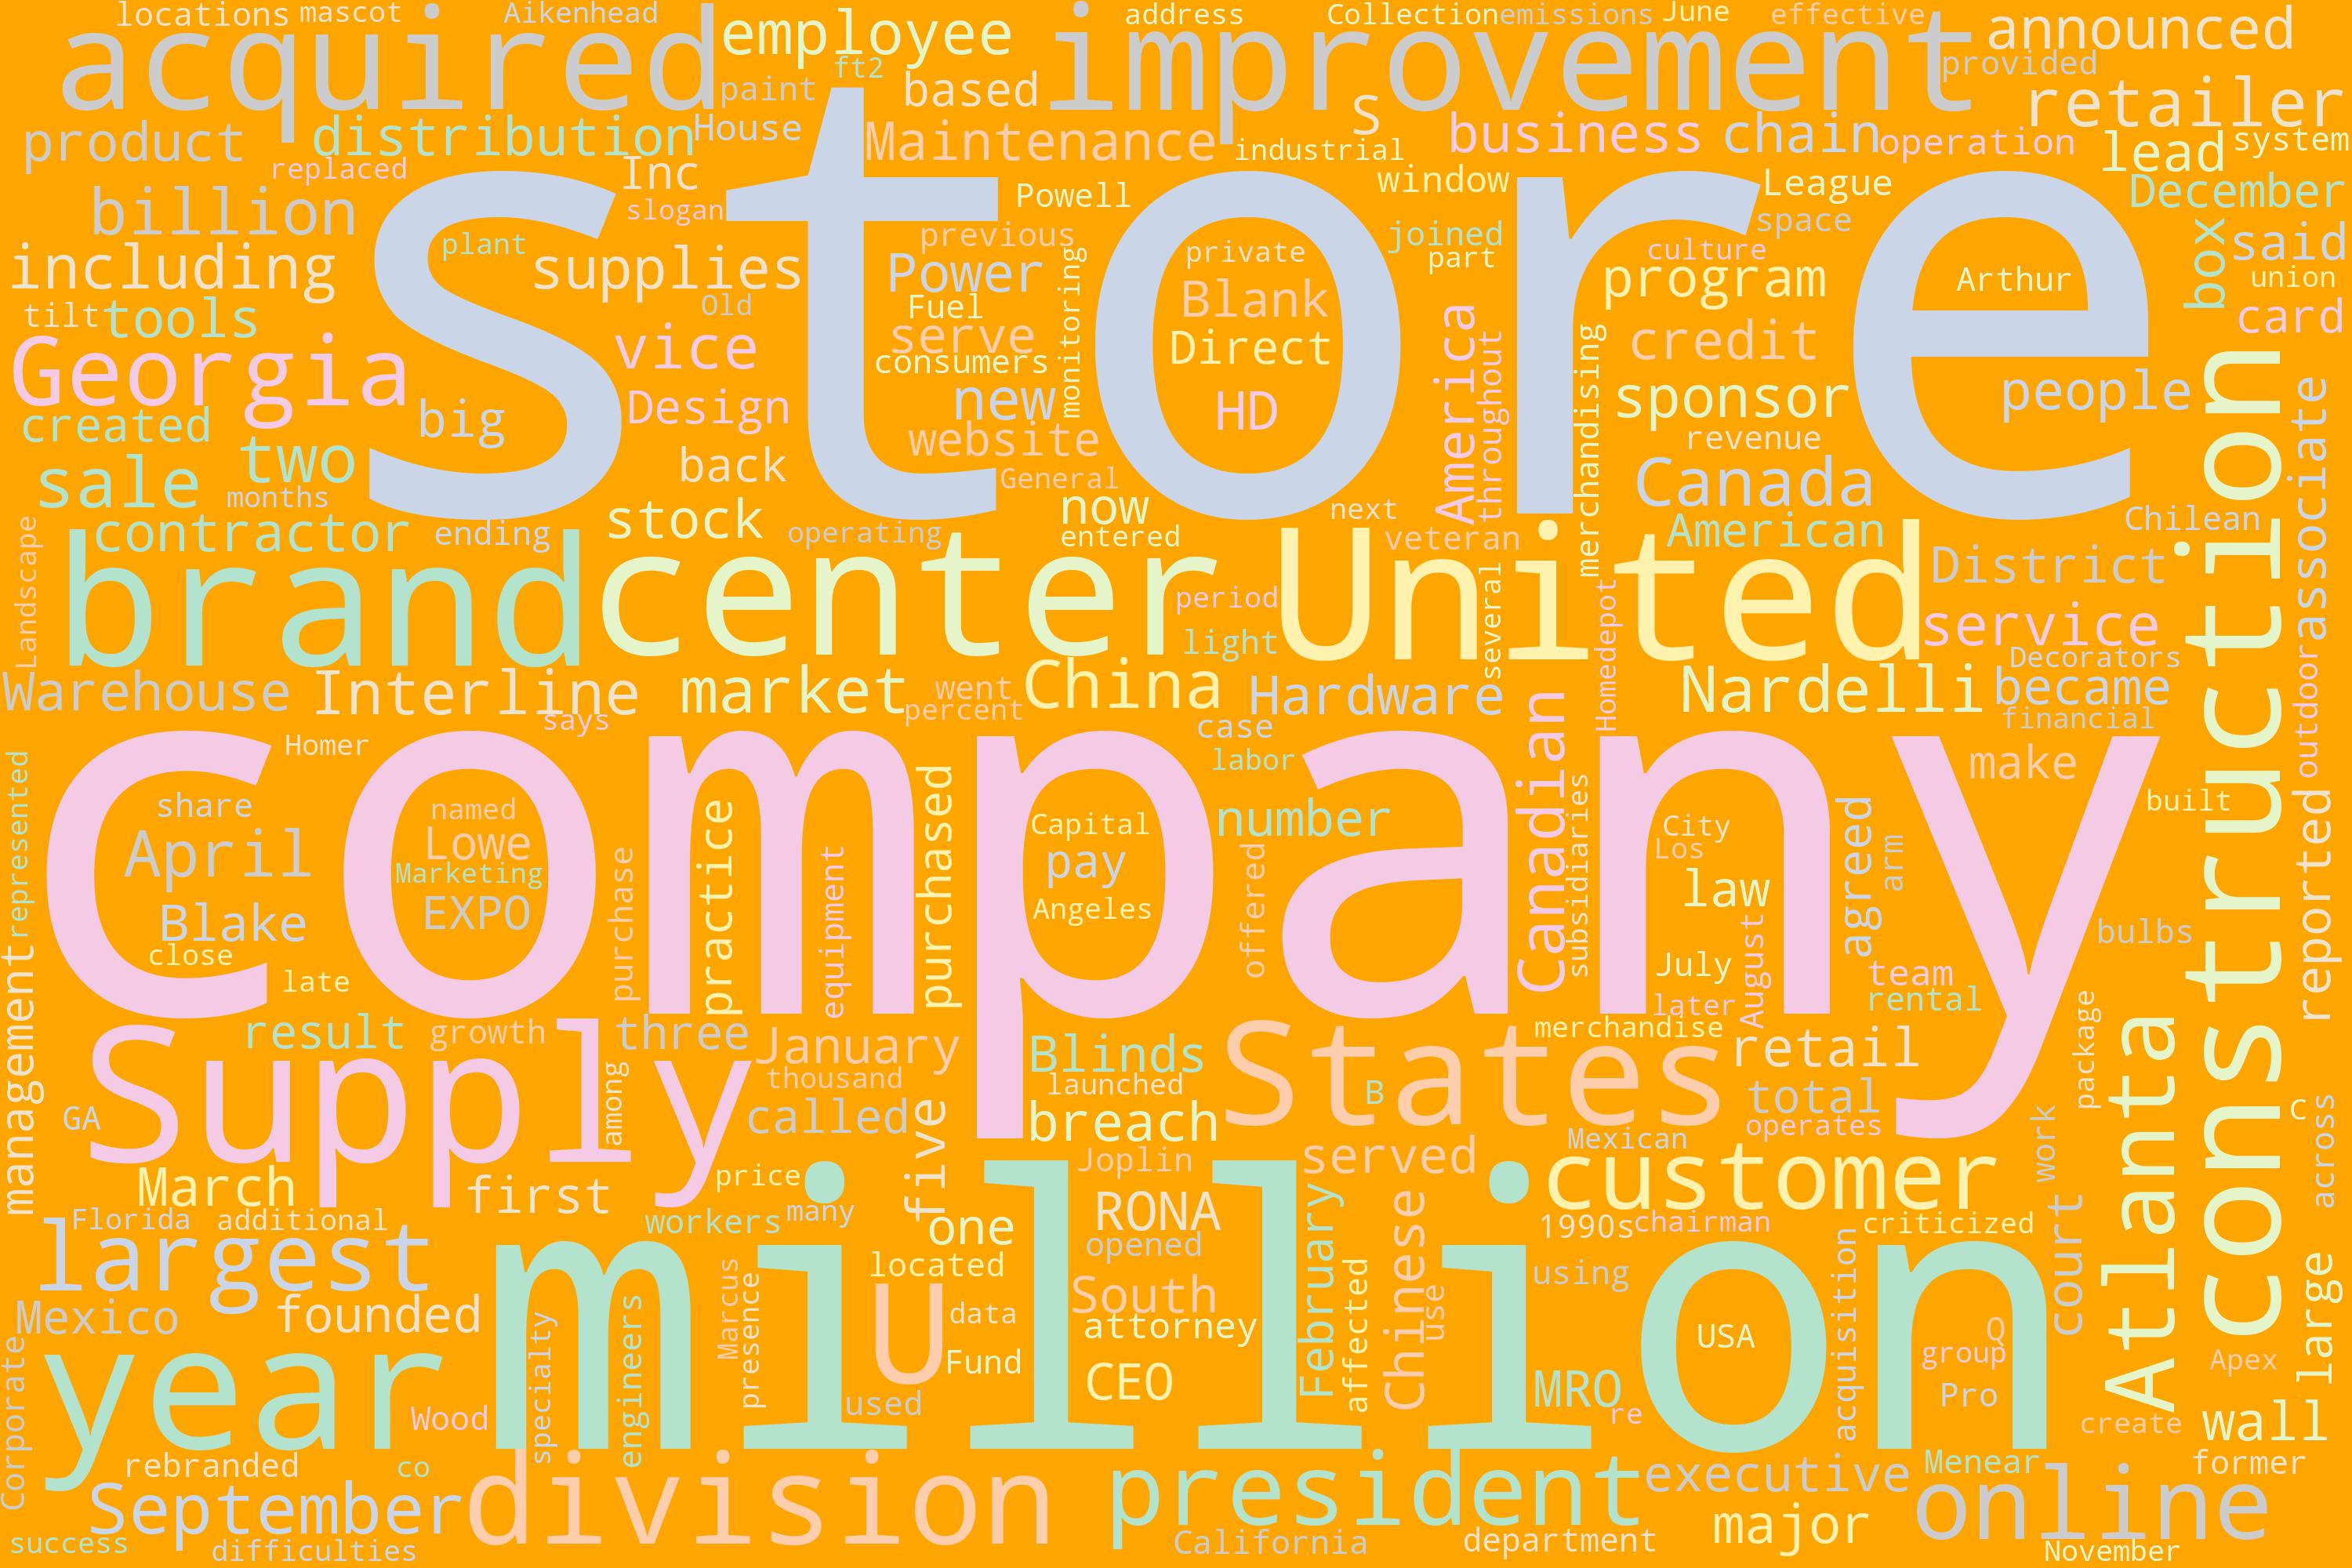 locations mascot Aikenhead
acquired
employee
improvement
address
Collection emissions June
effective
announced
ft2
paint
based
provided
S
retailer
product distribution House
Maintenance
industrial
business chain operation
lead system
replaced
Inc
slogan
Powell
window
League
space
December
billion
store
plant
previous
private
joined
part
culture
box
said
including
supplies
Power
monitoring
Blank
program
Arthur
union
tilt tools
Old
Fuel
serve
Direct
America
throughout
merchandising
credit
card
Georgia
vice
consumers
new
HD
sponsor
people
created
big
Design
website
revenue
outdoor
associate
sale two
back
General
Canada
construction
months
stock
now
next
contractor ending
operating
entered
veteran
American
Chilean
Landscape
brand center United
District
period
several
Homedepot
light
service
Decorators
Warehouse Interline market went China Hardware
Nardelli became
says
percent
financial
Homer
case
Canadian
represented
company
labor
make
share
named
practice
purchased
Capital
number
subsidiaries
City
Los
agreed
arm
built
reported
April
Lowe
Marketing
equipment
pay
law
Blake
EXPO
purchase
Angeles
offered
August
bulbs
management
close
late
July
team
later
rental
package
result growth three January
Blinds
merchandise
retail
Atlanta
Supply
States
among
thousand
launched
B
total
GA
called
five
breach
operates
work
C
across
Mexican
March first
price
Joplin
served
customer
Florida additional
workers many
one
RONA
February
Chinese
1990s chairman
criticized
court
largest
million
located
opened
using
acquisition
large
Mexico founded
specialty
engineers
Marcus
presence
U
data
South
attorney
affected
use
USA
Q
group
Corporate
year
Fund
CEO
MRO
Pro
Apex
Wood
used
re
create
wall
rebranded co
September division president executive Menear
former
online
success difficulties
California
department
major
November